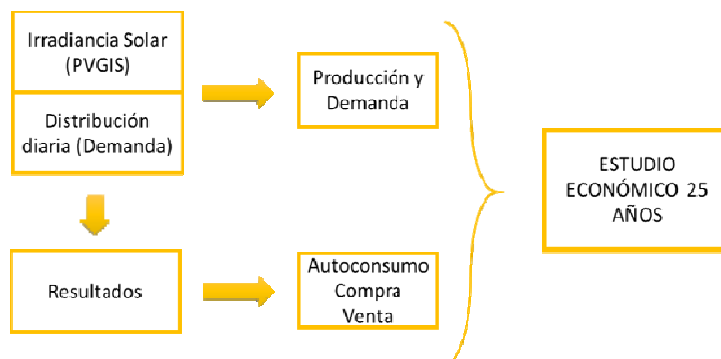 Irradiancia Solar
(PVGIS)
Distribución
diaria (Demanda)
Producción y
Demanda
ESTUDIO
ECONÓMICO 25
AÑOS
Resultados
Autoconsumo
Compra
Venta